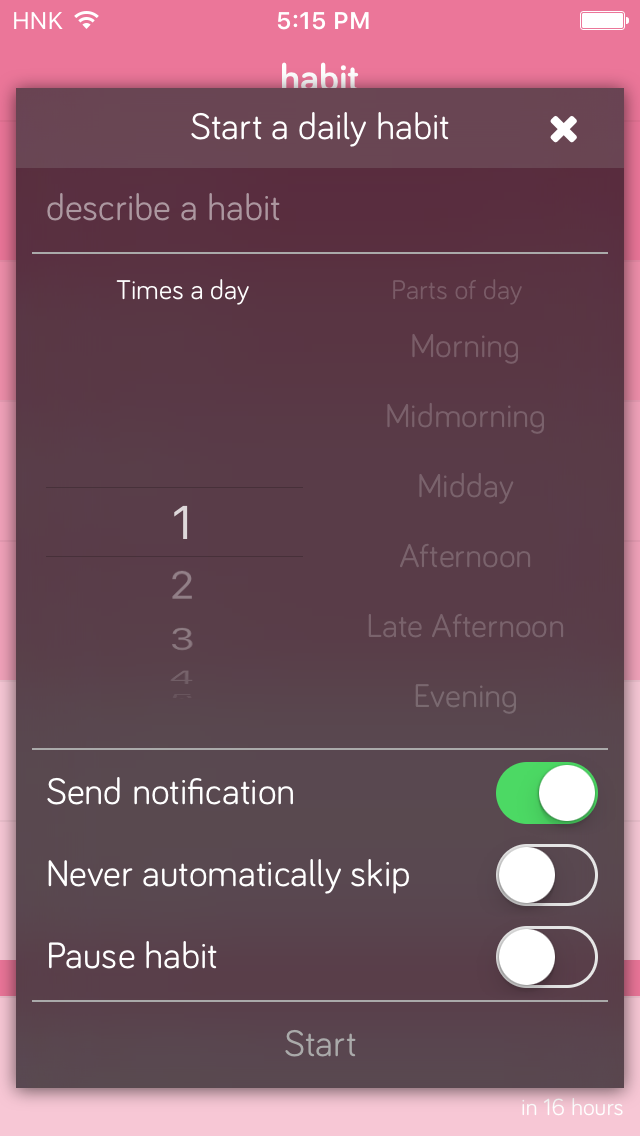 HNK 5:15 PM
habit
Start a daily habit
describe a habit
Times a day Parts of day
Morning
Midmorning
Midday
1
Afternoon
2
Late Afternoon
3
4
Evening
Send notification
Never automatically skip
Pause habit
Start
in 16 hours